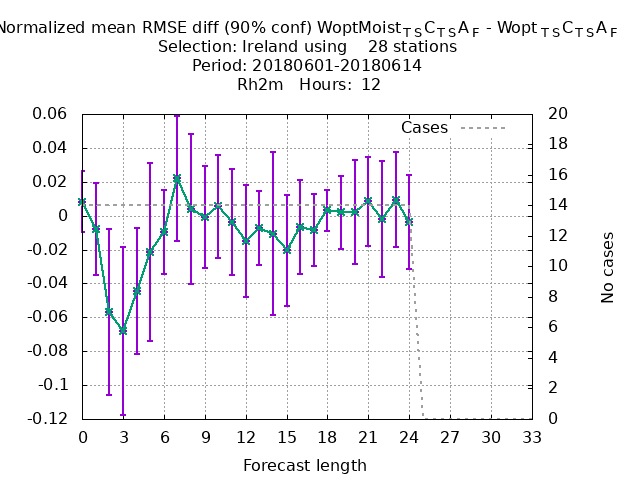 Normalized mean RMSE diff (90% conf) WoptMoist_TSC_TSA_F - Wopt_TSC_TSA_F
Selection: Ireland using 28 stations
Period: 20180601-20180614
Rh2m Hours: 12
Cases
0.06
0.04
0.02
0
-0.02
-0.04
-0.06
-0.08
-0.1
-0.12
20
18
16
14
12
10
8
6
4
2
0
No cases
0 3 6 9 12 15 18 21 24 27 30 33
Forecast length